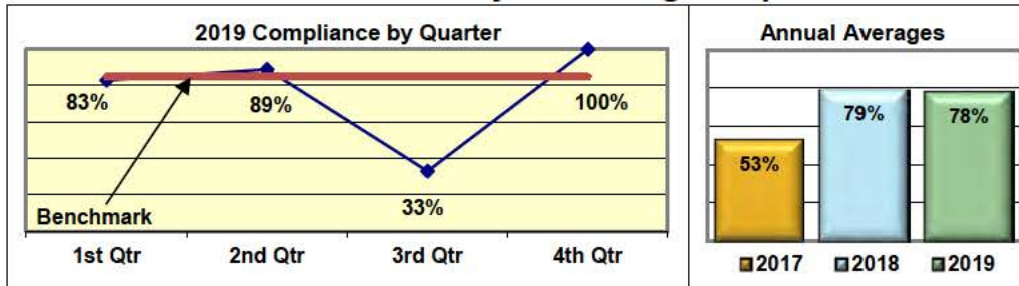 2019 Compliance by Quarter
83%
89%
33%
100%
Benchmark
1st Qtr
2nd Qtr
3rd Qtr
4th Qtr
Annual Averages
53%
79%
78%
2017
2018
2019